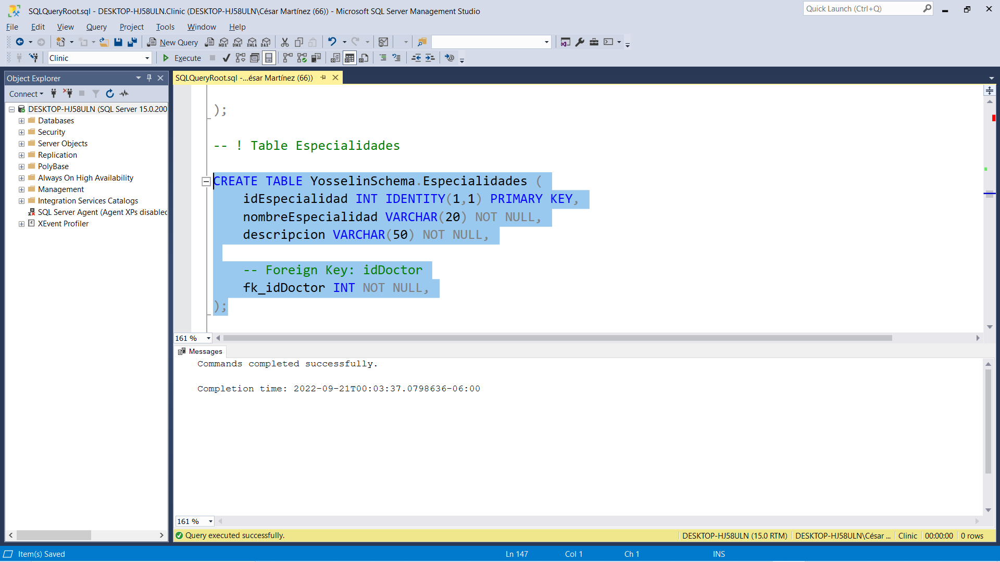 SQLQueryRoot.sql - DESKTOP-HJ58ULN.Clinic (DESKTOP-HJ58ULN\César Martínez (66)) - Microsoft SQL Server Management Studio
Quick Launch (Ctrl+Q)
File Edit View Query Project Tools Window Help
New Query MDX DMX XMLA DAX
Clinic Execute
Object Explorer
SQLQueryRoot.sql -...ésar Martínez (66))
Connect
DESKTOP-HJ58ULN (SQL Server 15.0.200
Databases
Security
Server Objects
Replication
PolyBase
Always On High Availability
Management
Integration Services Catalogs
SQL Server Agent (Agent XPs disabled
XEvent Profiler
);
-- ! Table Especialidades
CREATE TABLE YosselinSchema.Especialidades (
idEspecialidad INT IDENTITY(1,1) PRIMARY KEY,
nombreEspecialidad VARCHAR(20) NOT NULL,
descripcion VARCHAR(50) NOT NULL,
-- Foreign Key: idDoctor
fk_idDoctor INT NOT NULL,
);
161 %
Messages
Commands completed successfully.
Completion time: 2022-09-21T00:03:37.0798636-06:00
161 %
Query executed successfully.
DESKTOP-HJ58ULN (15.0 RTM) DESKTOP-HJ58ULN\César ... Clinic 00:00:00 0 rows
Item(s) Saved Ln 147 Col 1 Ch 1 INS